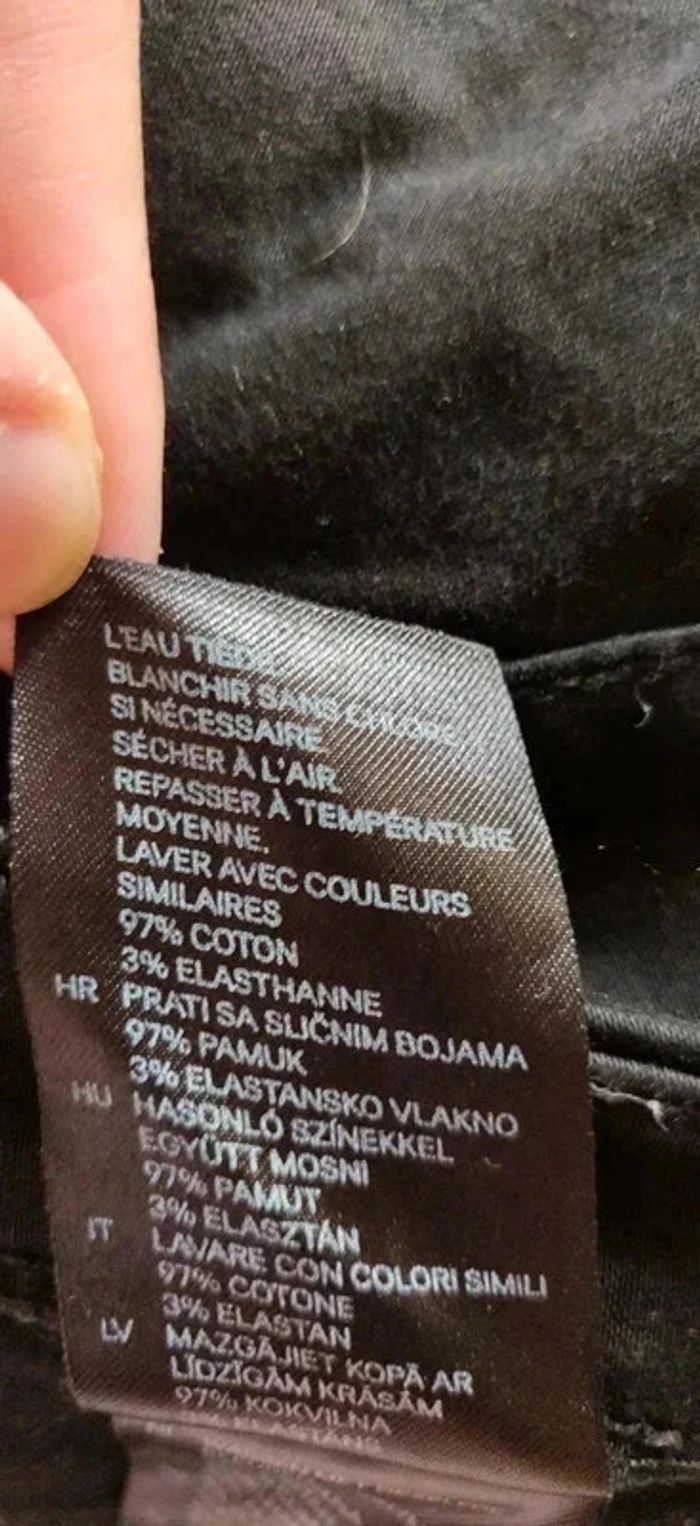 L'EAU TIÈDE
BLANCHIR SANS CHLORE
SI NÉCESSAIRE
SÉCHER À L'AIR
REPASSER À TEMPÉRATURE
MOYENNE.
LAVER AVEC COULEURS
SIMILAIRES
97% COTON
3% ELASTHANNE
HR PRATI SA SLIČNIM BOJAMA
97% PAMUK
3% ELASTANSKO VLAKNO
HU HASONLÓ SZÍNEKKEL
EGYÜTT MOSNI
97% PAMUT
3% ELASZTÁN
IT LAVARE CON COLORI SIMILI
97% COTONE
3% ELASTAN
LV MAZGĀJIET KOPĀ AR
LĪDZĪGĀM KRĀSĀM
97% KOKVILNA